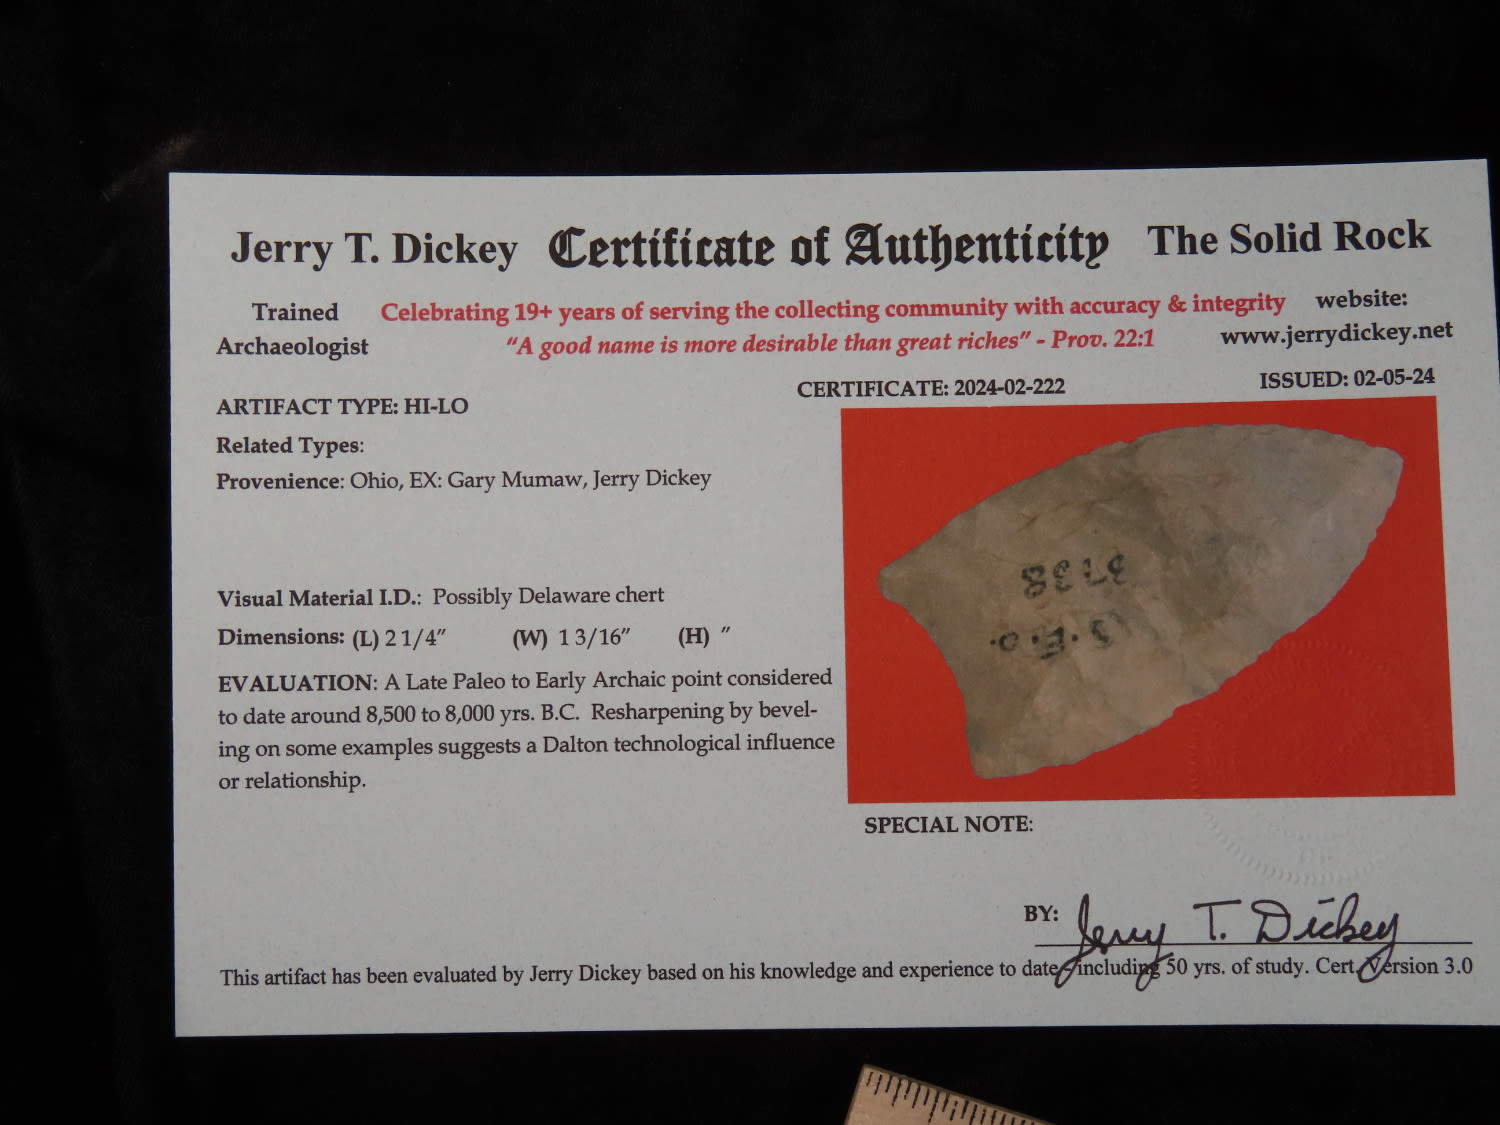 Jerry T. Dickey Certificate of Authenticity The Solid Rock
Trained Celebrating 19+ years of serving the collecting community with accuracy & integrity website:
Archaeologist "A good name is more desirable than great riches" - Prov. 22:1 www.jerrydickey.net
CERTIFICATE: 2024-02-222 ISSUED: 02-05-24
ARTIFACT TYPE: HI-LO
Related Types:
Provenience: Ohio, EX: Gary Mumaw, Jerry Dickey
Visual Material I.D.: Possibly Delaware chert
Dimensions: (L) 2 1/4" (W) 1 3/16" (H) "
EVALUATION: A Late Paleo to Early Archaic point considered
to date around 8,500 to 8,000 yrs. B.C. Resharpening by bevel-
ing on some examples suggests a Dalton technological influence
or relationship.
SPECIAL NOTE:
BY: Jerry T. Dickey
This artifact has been evaluated by Jerry Dickey based on his knowledge and experience to date - including 50 yrs. of study. Cert. Version 3.0